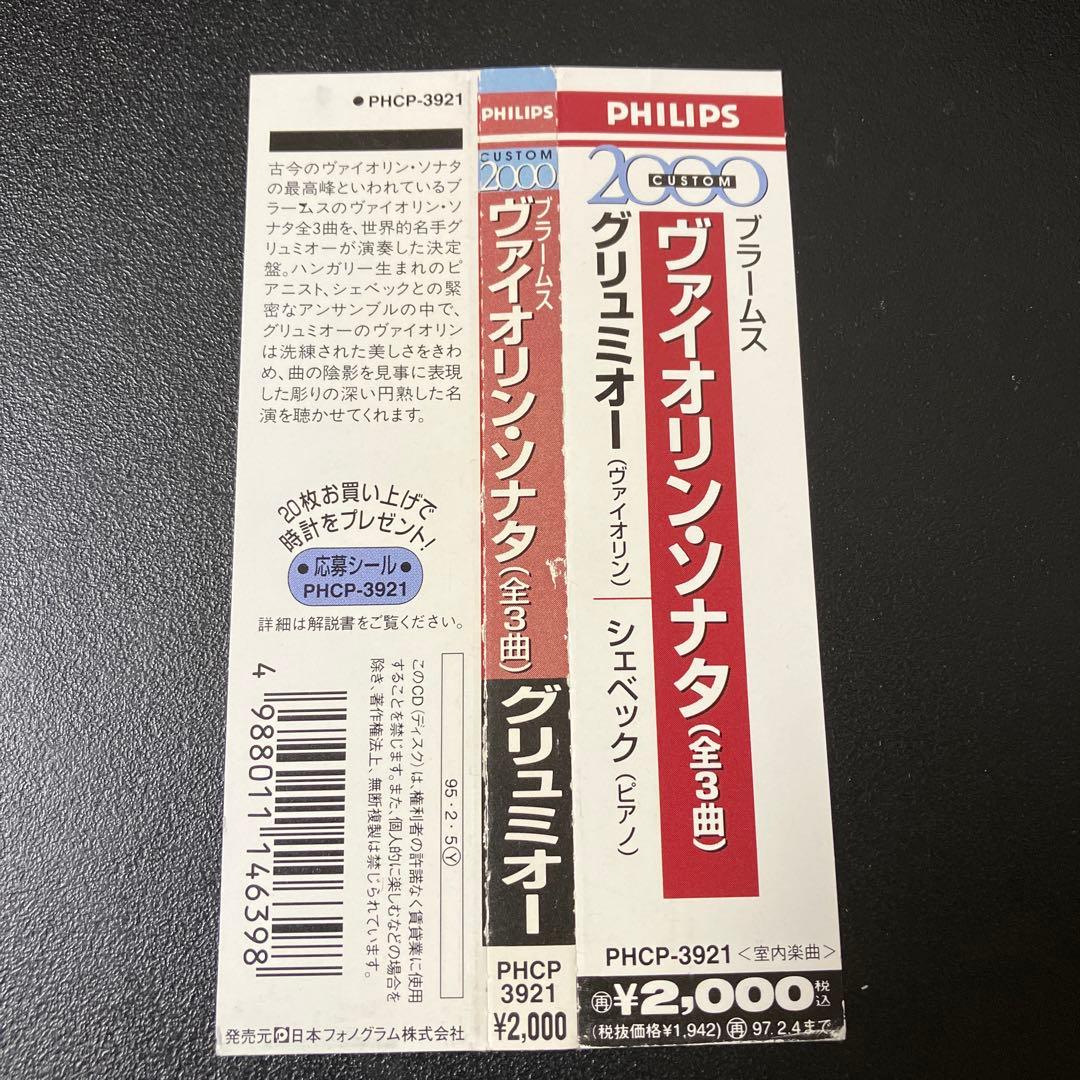 ●PHCP-3921
古今のヴァイオリン・ソナタ
の最高峰といわれているブ
ラームスのヴァイオリン・ソ
ナタ全3曲を、世界的名手グ
リュミオーが演奏した決定
盤。ハンガリー生まれのピ
アニスト、シェベックとの緊
密なアンサンブルの中で、
グリュミオーのヴァイオリン
は洗練された美しさをきわ
め、曲の陰影を見事に表現
した彫りの深い円熟した名
演を聴かせてくれます。
20枚お買い上げで
時計をプレゼント!
●応募シール●
PHCP-3921
詳細は解説書をご覧ください。
95・2・5Ⓨ
このCD(ディスク)は、権利者の許諾なく賃貸業に使用
することを禁じます。また、個人的に楽しむなどの場合を
除き、著作権法上、無断複製は禁じられています。
4 988011 146398
発売元 日本フォノグラム株式会社
PHILIPS
CUSTOM
2000
ブラームス
ヴァイオリン・ソナタ(全3曲)
グリュミオー
PHCP
3921
¥2,000
PHILIPS
2000
CUSTOM
ブラームス
ヴァイオリン・ソナタ(全3曲)
グリュミオー(ヴァイオリン)
シェベック(ピアノ)
PHCP-3921<室内楽曲>
㊢¥2,000税込
(税抜価格¥1,942) 再 97.2.4まで